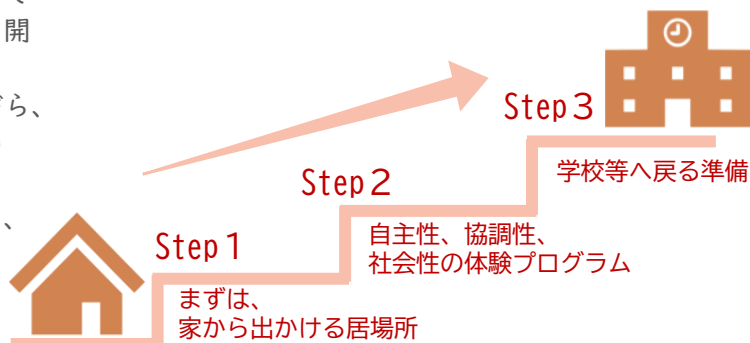 開
がら、
、
Step3
学校等へ戻る準備
Step2
自主性、協調性、
社会性の体験プログラム
Step1
まずは、
家から出かける居場所